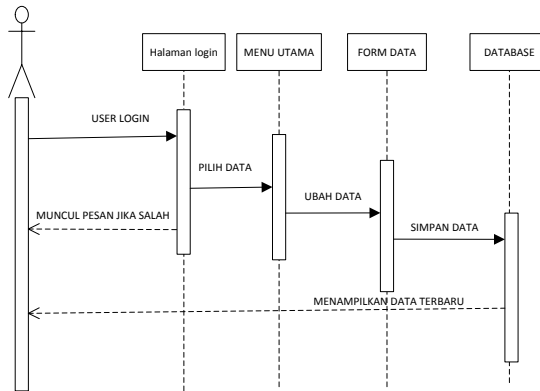 Halaman login
MENU UTAMA
FORM DATA
DATABASE
USER LOGIN
PILIH DATA
UBAH DATA
MUNCUL PESAN JIKA SALAH
SIMPAN DATA
MENAMPILKAN DATA TERBARU